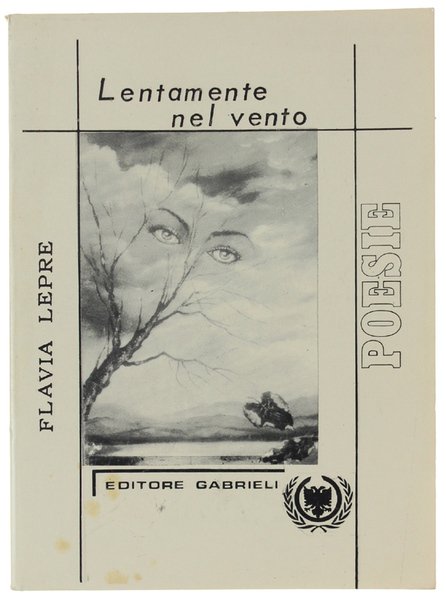 Lentamente
nel vento
FLAVIA LEPRE
POESIE
EDITORE GABRIELI